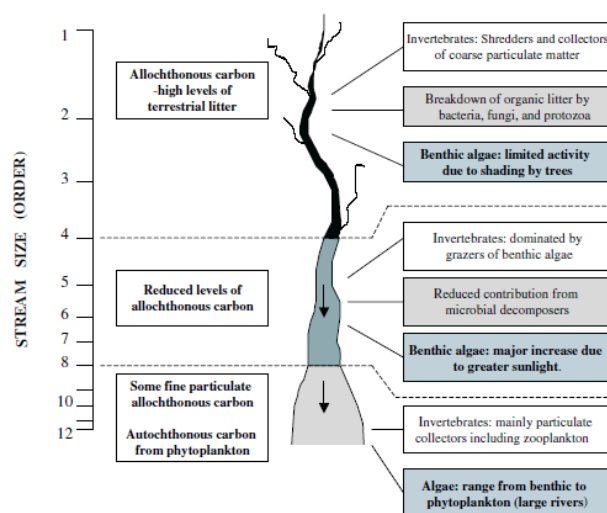 STREAM SIZE (ORDER)
1
2
3
4
5
6
7
8
10
12
Allochthonous carbon
-high levels of
terrestrial litter
Invertebrates: Shredders and collectors
of coarse particulate matter
Breakdown of organic litter by
bacteria, fungi, and protozoa
Benthic algae: limited activity
due to shading by trees
Reduced levels of
allochthonous carbon
Invertebrates: dominated by
grazers of benthic algae
Reduced contribution from
microbial decomposers
Benthic algae: major increase due
to greater sunlight.
Some fine particulate
allochthonous carbon
Autochthonous carbon
from phytoplankton
Invertebrates: mainly particulate
collectors including zooplankton
Algae: range from benthic to
phytoplankton (large rivers)